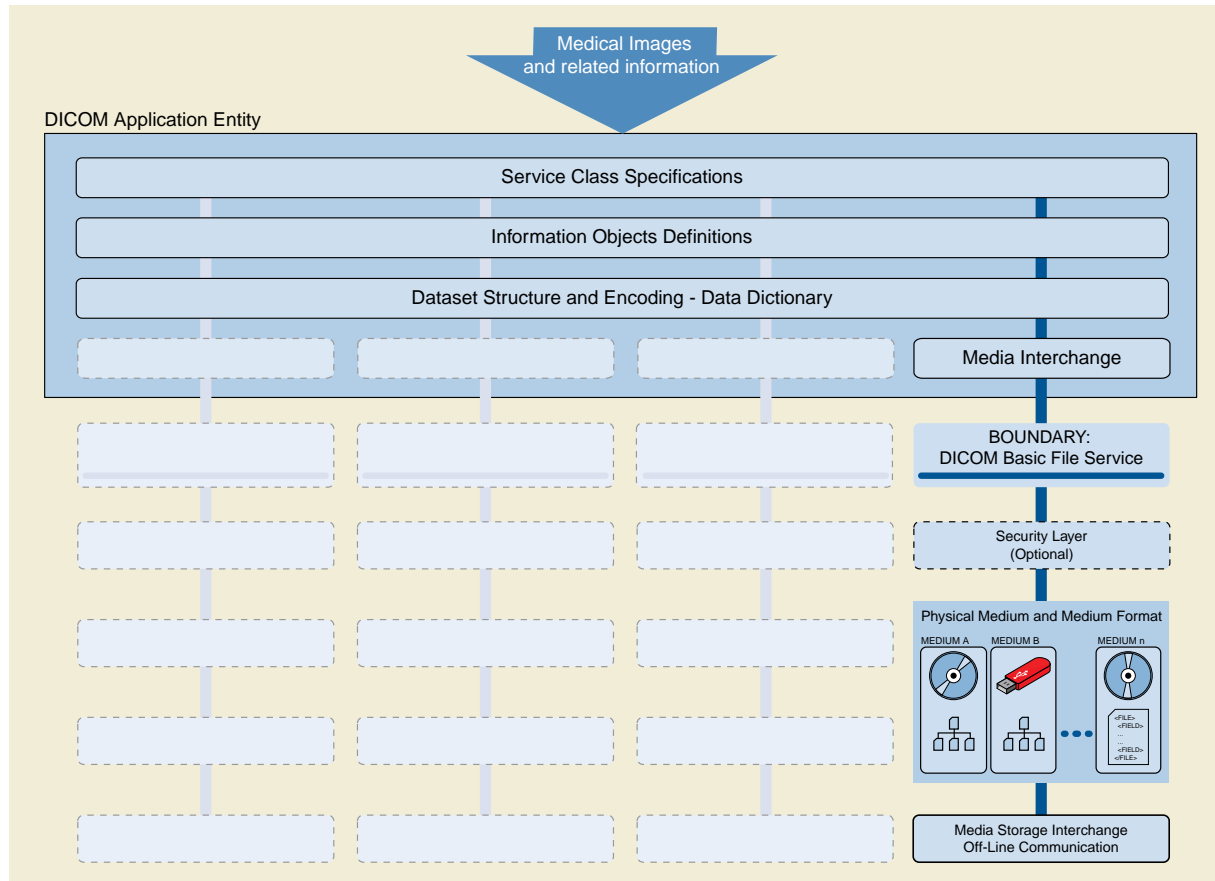 Medical Images
and related information
DICOM Application Entity
Service Class Specifications
Information Objects Definitions
Dataset Structure and Encoding - Data Dictionary
Media Interchange
BOUNDARY:
DICOM Basic File Service
Security Layer
(Optional)
Physical Medium and Medium Format
MEDIUM A
MEDIUM B
MEDIUM n
<FILE>
<FIELD>
...
...
<FIELD>
</FILE>
Media Storage Interchange
Off-Line Communication